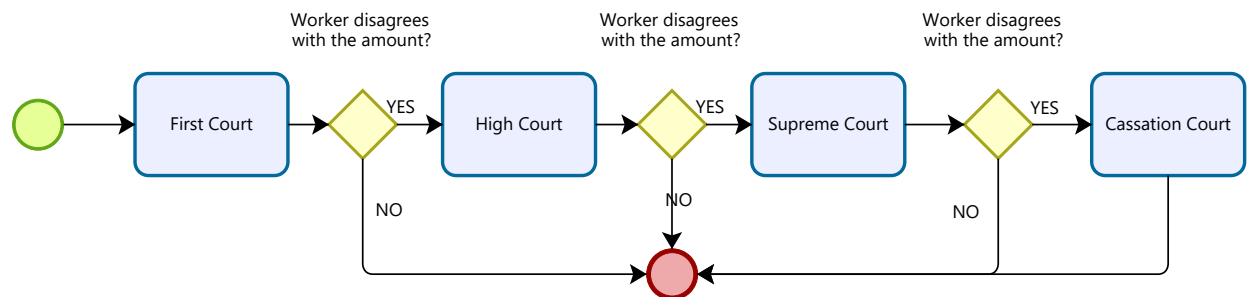 Worker disagrees
with the amount?
Worker disagrees
with the amount?
Worker disagrees
with the amount?
First Court
YES
High Court
YES
Supreme Court
YES
Cassation Court
NO
NO
NO